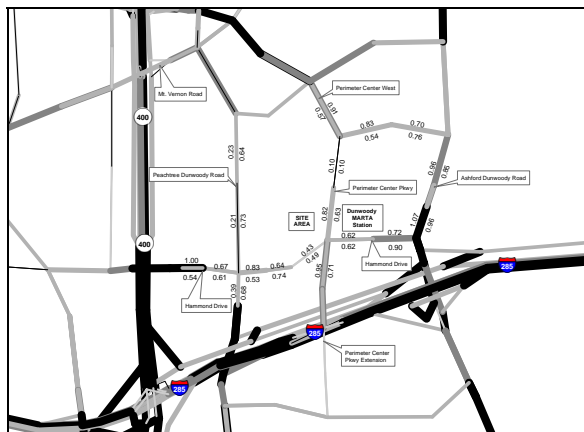 Perimeter Center West
Mt. Vernon Road
0.91
0.57
0.83
0.70
0.54
0.76
400
0.23
0.64
0.10
0.10
0.96
0.85
Peachtree Dunwoody Road
Ashford Dunwoody Road
Perimeter Center Pkwy
0.21
0.73
0.82
0.63
SITE
AREA
Dunwoody
MARTA
Station
1.07
0.96
0.62
0.72
0.62
0.90
400
0.43
0.49
Hammond Drive
1.00
0.67
0.83
0.64
0.54
0.61
0.53
0.74
0.95
0.71
285
0.39
0.68
Hammond Drive
285
Perimeter Center
Pkwy Extension
285